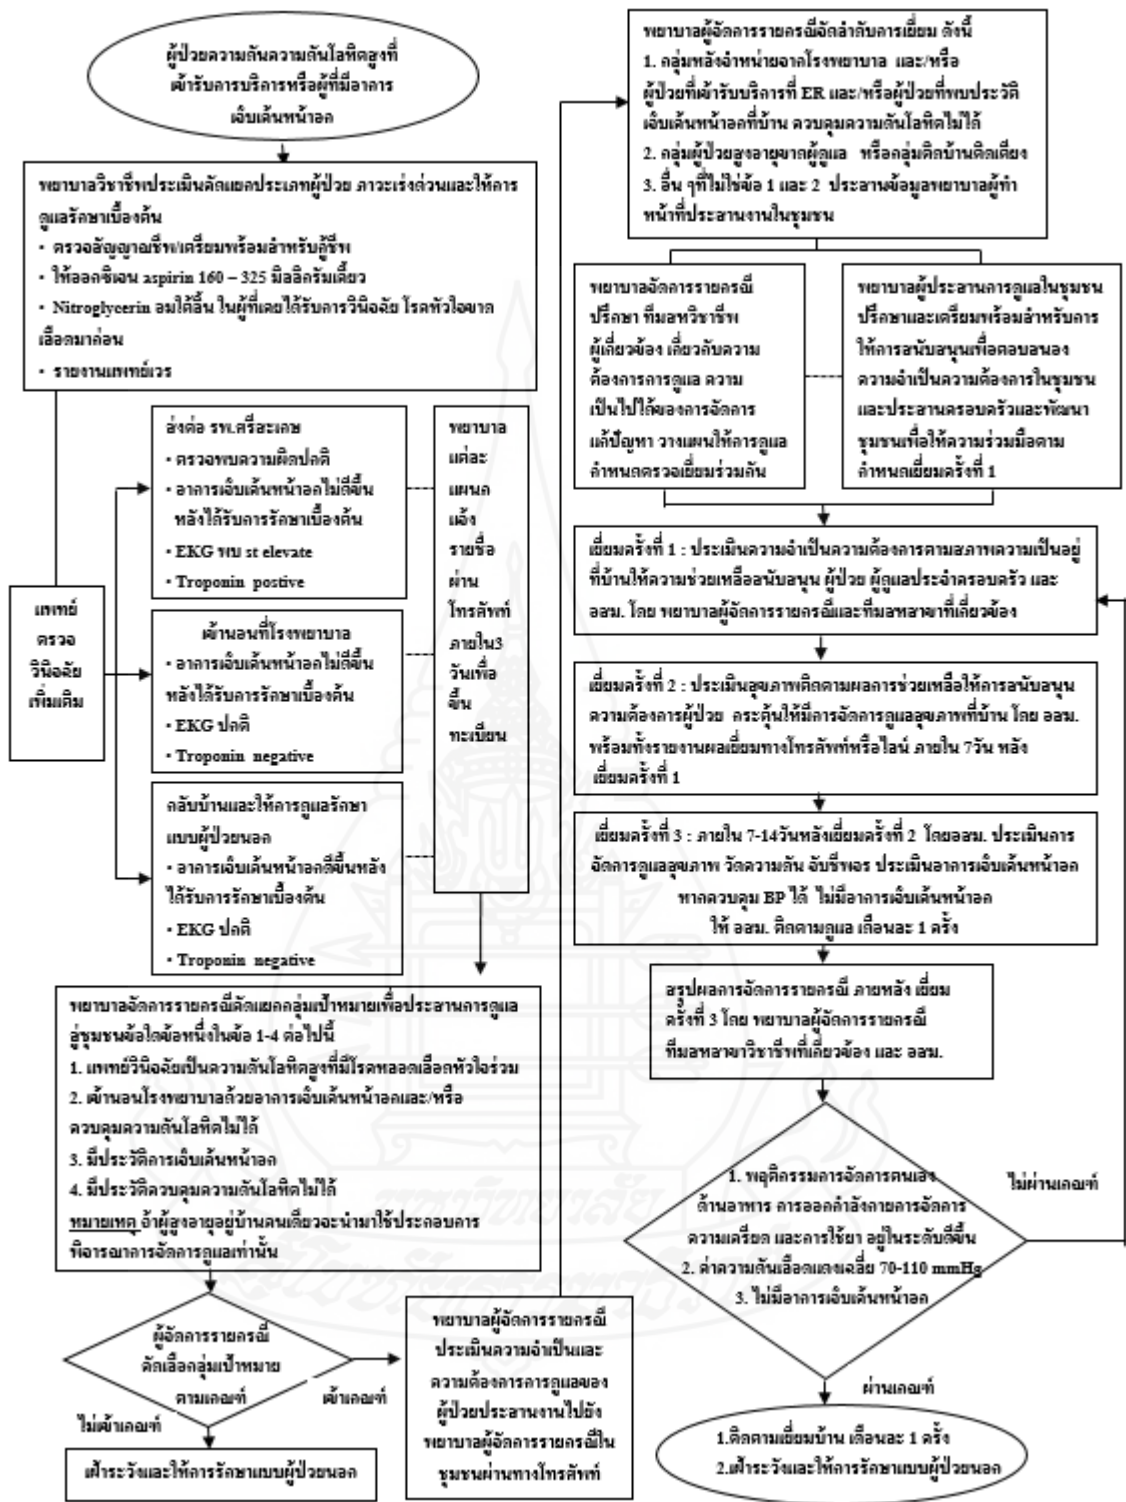 ผู้ป่วยความดันความดันโลหิตสูงที่
เข้ารับการบริการหรือผู้ที่มีอาการ
เจ็บเค้นหน้าอก
พยาบาลวิชาชีพประเมินคัดแยกประเภทผู้ป่วย ภาวะเร่งด่วนและให้การ
ดูแลรักษาเบื้องต้น
• ตรวจสัญญาณชีพ/เตรียมพร้อมสำหรับกู้ชีพ
• ให้ออกซิเจน aspirin 160 – 325 มิลลิกรัมเคี้ยว
• Nitroglycerin อมใต้ลิ้น ในผู้ที่เคยได้รับการวินิจฉัย โรคหัวใจขาด
เลือดมาก่อน
• รายงานแพทย์เวร
แพทย์
ตรวจ
วินิจฉัย
เพิ่มเติม
ส่งต่อ รพ.ศรีสะเกษ
• ตรวจพบความผิดปกติ
• อาการเจ็บเค้นหน้าอกไม่ดีขึ้น
หลังได้รับการรักษาเบื้องต้น
• EKG พบ st elevate
• Troponin postive
เข้านอนที่โรงพยาบาล
• อาการเจ็บเค้นหน้าอกไม่ดีขึ้น
หลังได้รับการรักษาเบื้องต้น
• EKG ปกติ
• Troponin negative
กลับบ้านและให้การดูแลรักษา
แบบผู้ป่วยนอก
• อาการเจ็บเค้นหน้าอกดีขึ้นหลัง
ได้รับการรักษาเบื้องต้น
• EKG ปกติ
• Troponin negative
พยาบาล
แต่ละ
แผนก
แจ้ง
รายชื่อ
ผ่าน
โทรศัพท์
ภายใน3
วันเพื่อ
ขึ้น
ทะเบียน
พยาบาลจัดการรายกรณีคัดแยกกลุ่มเป้าหมายเพื่อประสานการดูแล
สู่ชุมชนข้อใดข้อหนึ่งในข้อ 1-4 ต่อไปนี้
1. แพทย์วินิจฉัยเป็นความดันโลหิตสูงที่มีโรคหลอดเลือดหัวใจร่วม
2. เข้านอนโรงพยาบาลด้วยอาการเจ็บเค้นหน้าอกและ/หรือ
ควบคุมความดันโลหิตไม่ได้
3. มีประวัติการเจ็บเค้นหน้าอก
4. มีประวัติควบคุมความดันโลหิตไม่ได้
หมายเหตุ ถ้าผู้สูงอายุอยู่บ้านคนเดียวจะนำมาใช้ประกอบการ
พิจารณาการจัดการดูแลเท่านั้น
ผู้จัดการรายกรณี
คัดเลือกกลุ่มเป้าหมาย
ตามเกณฑ์
เข้าเกณฑ์
ไม่เข้าเกณฑ์
เฝ้าระวังและให้การรักษาแบบผู้ป่วยนอก
พยาบาลผู้จัดการรายกรณี
ประเมินความจำเป็นและ
ความต้องการการดูแลของ
ผู้ป่วยประสานงานไปยัง
พยาบาลผู้จัดการรายกรณีใน
ชุมชนผ่านทางโทรศัพท์
พยาบาลผู้จัดการรายกรณีจัดลำดับการเยี่ยม ดังนี้
1. กลุ่มหลังจำหน่ายจากโรงพยาบาล และ/หรือ
ผู้ป่วยที่เข้ารับบริการที่ ER และ/หรือผู้ป่วยที่พบประวัติ
เจ็บเค้นหน้าอกที่บ้าน ควบคุมความดันโลหิตไม่ได้
2. กลุ่มผู้ป่วยสูงอายุขาดผู้ดูแล หรือกลุ่มติดบ้านติดเตียง
3. อื่น ๆที่ไม่ใช่ข้อ 1 และ 2 ประสานข้อมูลพยาบาลผู้ทำ
หน้าที่ประสานงานในชุมชน
พยาบาลจัดการรายกรณี
ปรึกษา ทีมสหวิชาชีพ
ผู้เกี่ยวข้อง เกี่ยวกับความ
ต้องการการดูแล ความ
เป็นไปได้ของการจัดการ
แก้ปัญหา วางแผนให้การดูแล
กำหนดตรวจเยี่ยมร่วมกัน
พยาบาลผู้ประสานการดูแลในชุมชน
ปรึกษาและเตรียมพร้อมสำหรับการ
ให้การสนับสนุนเพื่อตอบสนอง
ความจำเป็นความต้องการในชุมชน
และประสานครอบครัวและพัฒนา
ชุมชนเพื่อให้ความร่วมมือตาม
กำหนดเยี่ยมครั้งที่ 1
เยี่ยมครั้งที่ 1 : ประเมินความจำเป็นความต้องการตามสภาพความเป็นอยู่
ที่บ้านให้ความช่วยเหลือสนับสนุน ผู้ป่วย ผู้ดูแลประจำครอบครัว และ
อสม. โดย พยาบาลผู้จัดการรายกรณีและทีมสหสาขาที่เกี่ยวข้อง
เยี่ยมครั้งที่ 2 : ประเมินสุขภาพติดตามผลการช่วยเหลือให้การสนับสนุน
ความต้องการผู้ป่วย กระตุ้นให้มีการจัดการดูแลสุขภาพที่บ้าน โดย อสม.
พร้อมทั้งรายงานผลเยี่ยมทางโทรศัพท์หรือไลน์ ภายใน 7วัน หลัง
เยี่ยมครั้งที่ 1
เยี่ยมครั้งที่ 3 : ภายใน 7-14วันหลังเยี่ยมครั้งที่ 2 โดยอสม. ประเมินการ
จัดการดูแลสุขภาพ วัดความดัน จับชีพจร ประเมินอาการเจ็บเค้นหน้าอก
หากควบคุม BP ได้ ไม่มีอาการเจ็บเค้นหน้าอก
ให้ อสม. ติดตามดูแล เดือนละ 1 ครั้ง
สรุปผลการจัดการรายกรณี ภายหลัง เยี่ยม
ครั้งที่ 3 โดย พยาบาลผู้จัดการรายกรณี
ทีมสหสาขาวิชาชีพที่เกี่ยวข้อง และ อสม.
1. พฤติกรรมการจัดการตนเอง
ด้านอาหาร การออกกำลังกายการจัดการ
ความเครียด และการใช้ยา อยู่ในระดับดีขึ้น
2. ค่าความดันเลือดแดงเฉลี่ย 70-110 mmHg
3. ไม่มีอาการเจ็บเค้นหน้าอก
ไม่ผ่านเกณฑ์
ผ่านเกณฑ์
1.ติดตามเยี่ยมบ้าน เดือนละ 1 ครั้ง
2.เฝ้าระวังและให้การรักษาแบบผู้ป่วยนอก